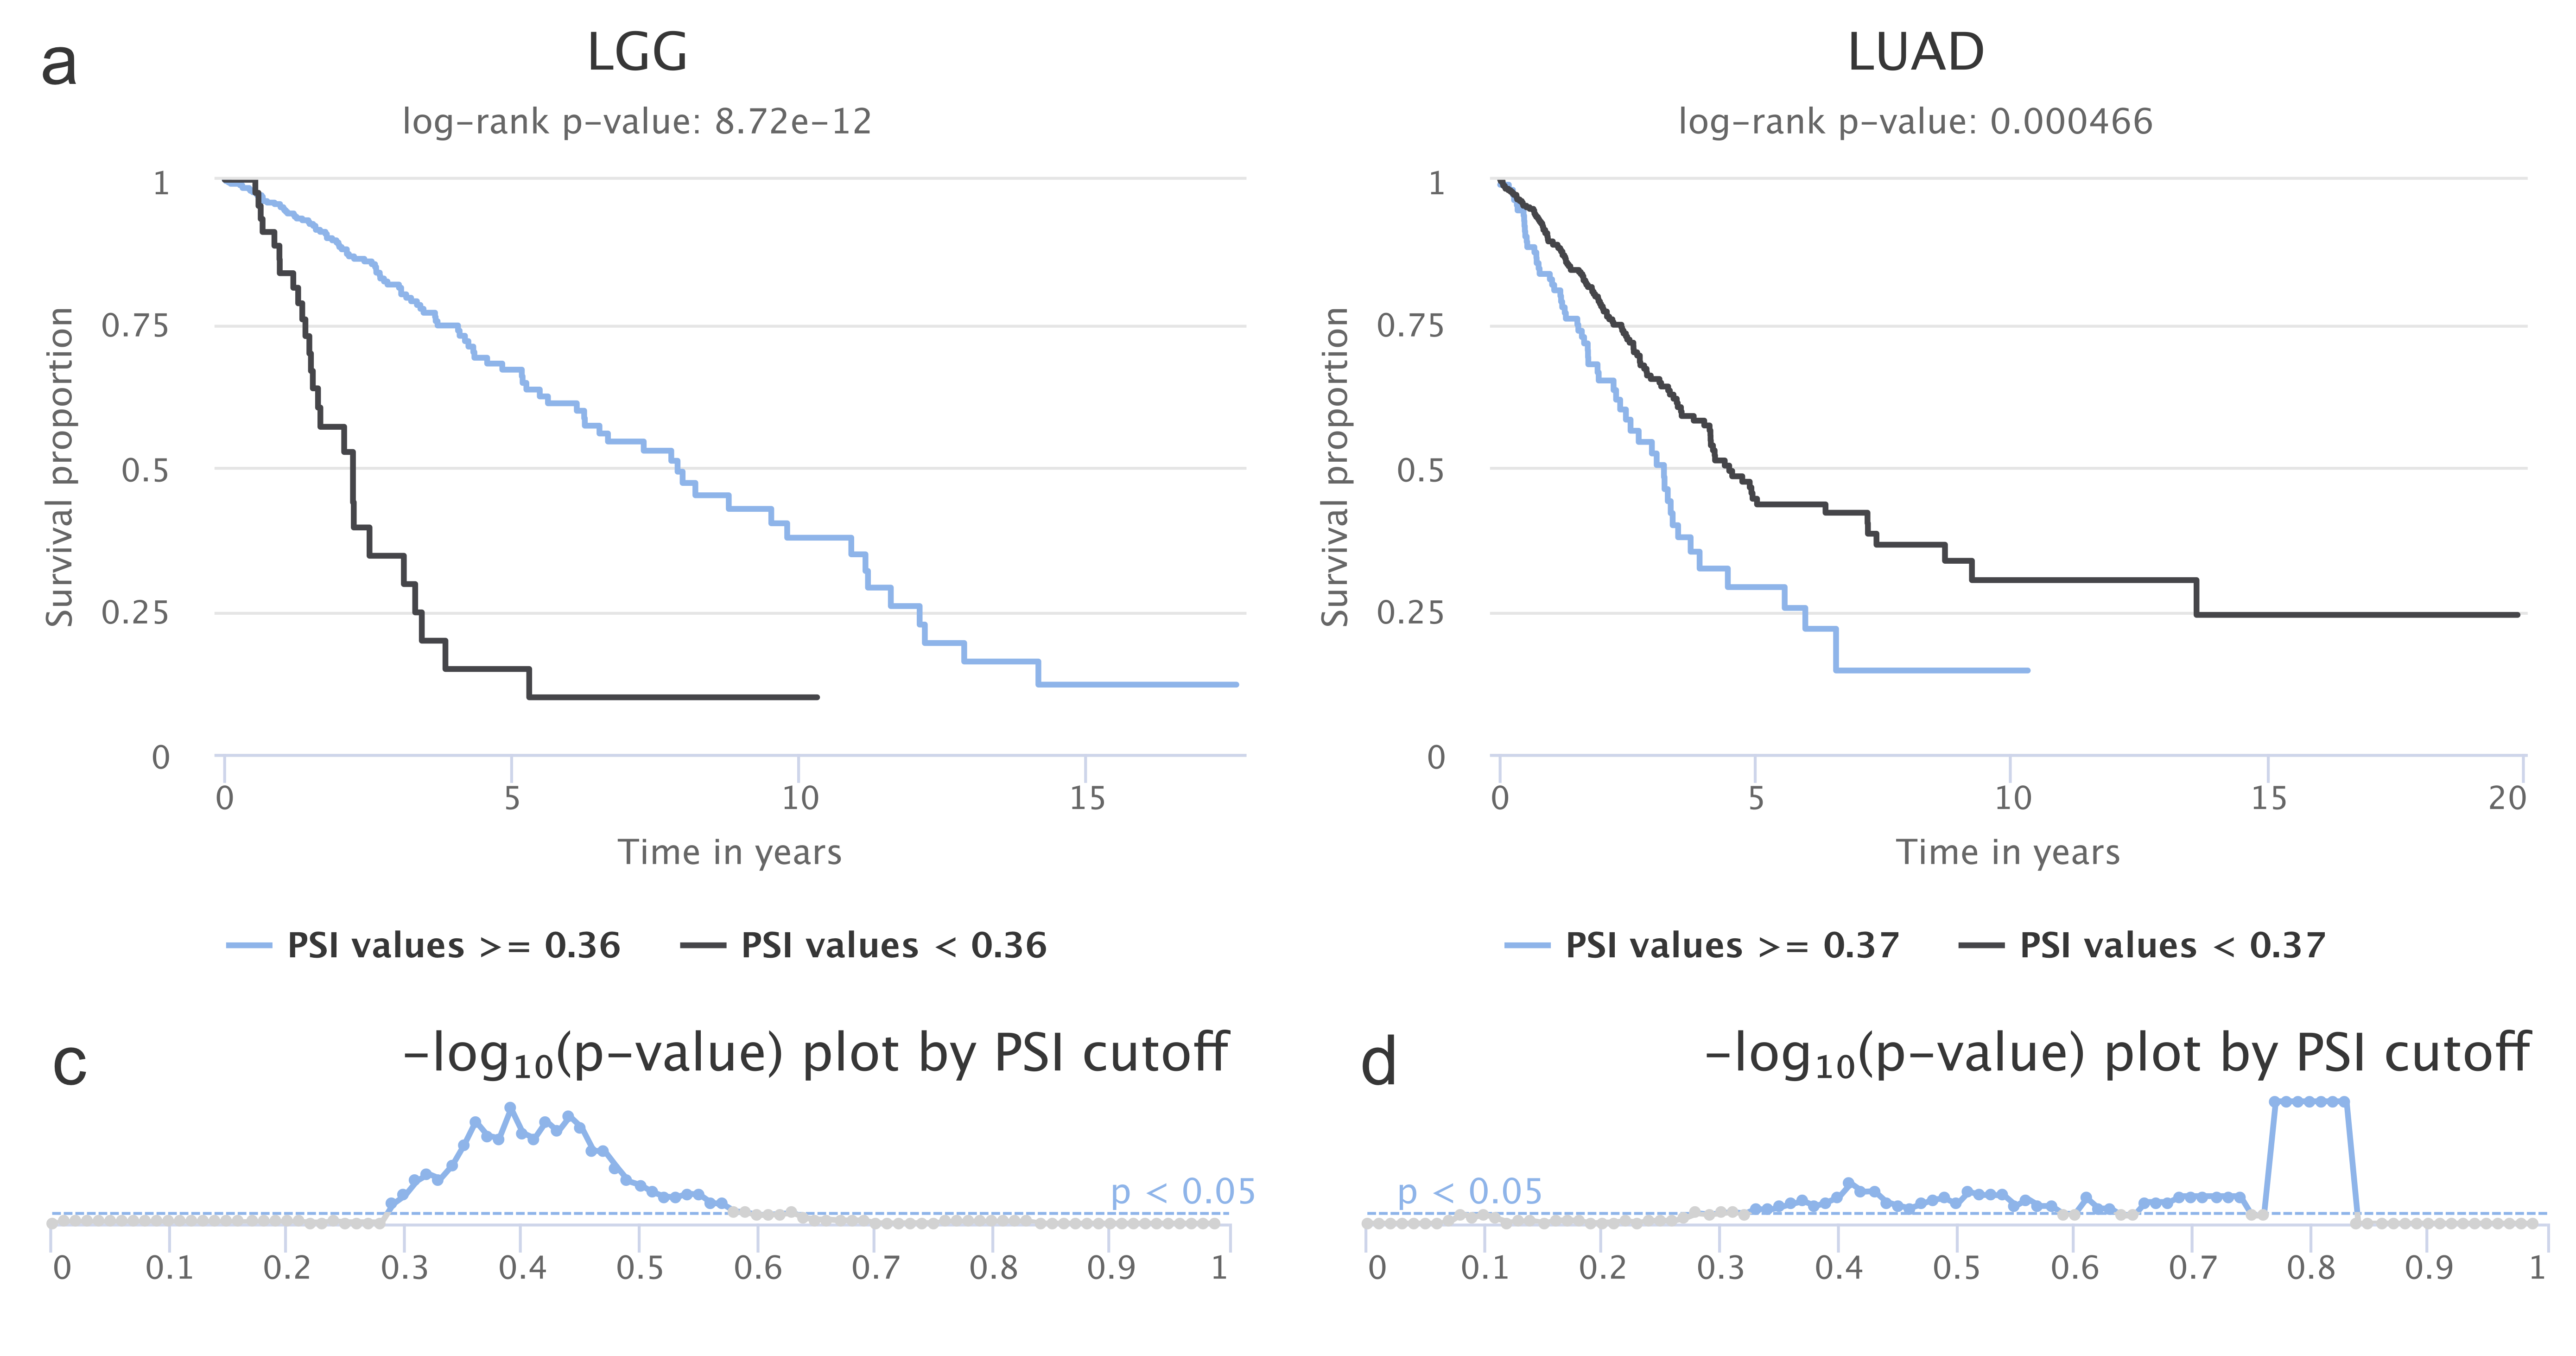 a
LGG
log-rank p-value: 8.72e-12
1
0.75
0.5
0.25
0
Survival proportion
0 5 10 15
Time in years
PSI values >= 0.36 PSI values < 0.36
LUAD
log-rank p-value: 0.000466
1
0.75
0.5
0.25
0
Survival proportion
0 5 10 15 20
Time in years
PSI values >= 0.37 PSI values < 0.37
c
-log₁₀(p-value) plot by PSI cutoff
p < 0.05
0 0.1 0.2 0.3 0.4 0.5 0.6 0.7 0.8 0.9 1
d
-log₁₀(p-value) plot by PSI cutoff
p < 0.05
0 0.1 0.2 0.3 0.4 0.5 0.6 0.7 0.8 0.9 1